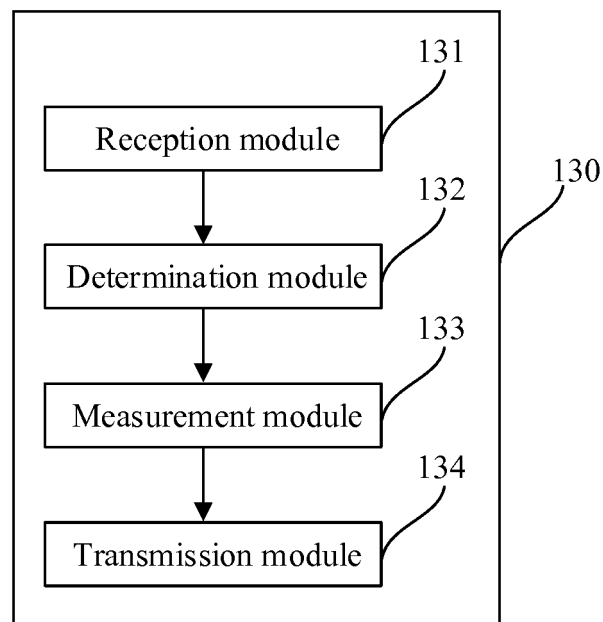 131
Reception module
130
132
Determination module
133
Measurement module
134
Transmission module